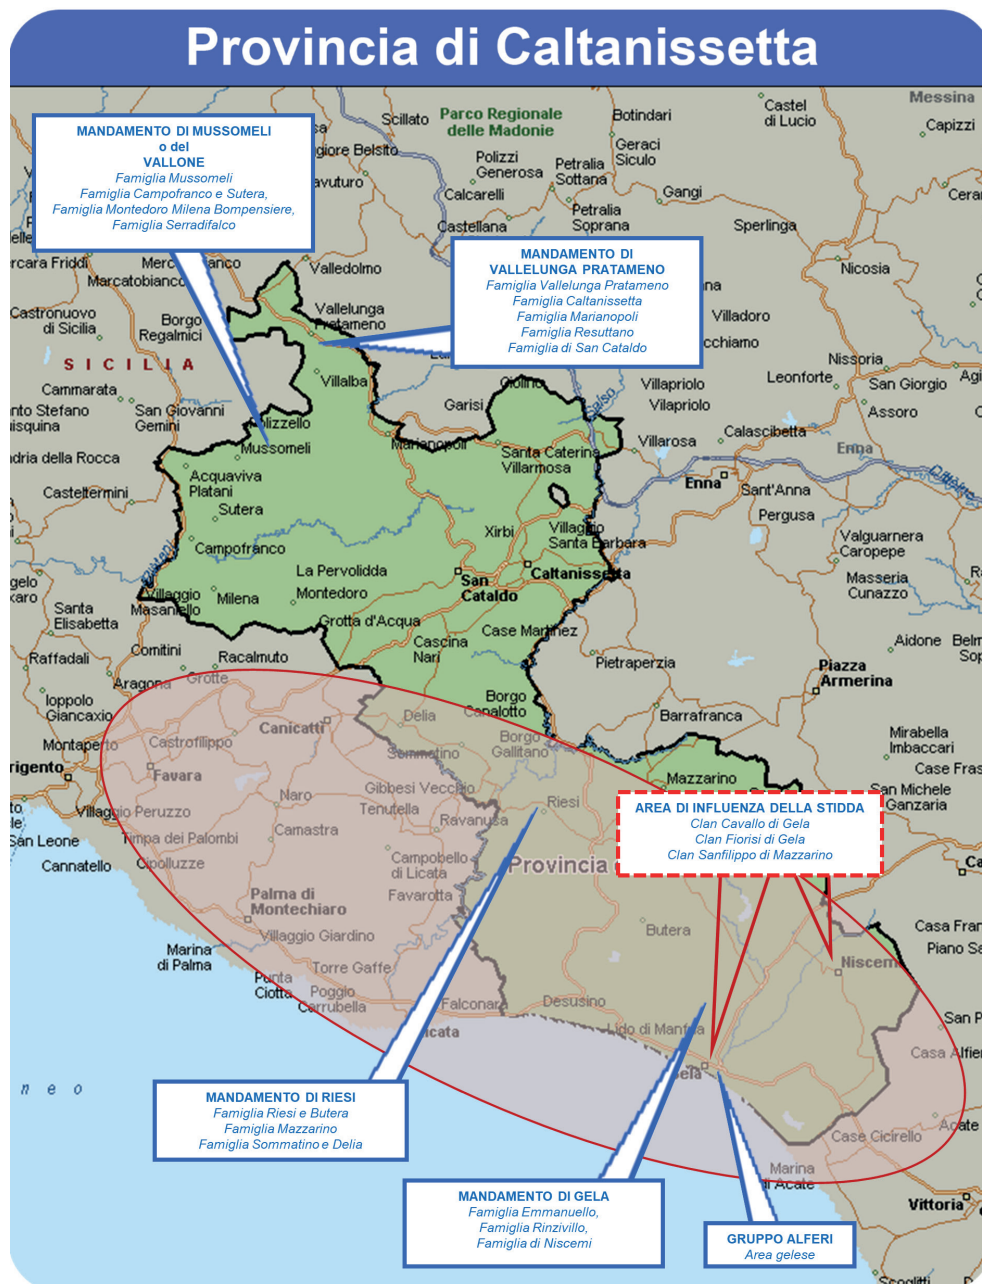 Provincia di Caltanissetta
MANDAMENTO DI MUSSOMELI
o del
VALLONE
Famiglia Mussomeli
Famiglia Campofranco e Sutera,
Famiglia Montedoro Milena Bompensiere,
Famiglia Serradifalco
MANDAMENTO DI
VALLELUNGA PRATAMENO
Famiglia Vallelunga Pratameno
Famiglia Caltanissetta
Famiglia Marianopoli
Famiglia Resuttano
Famiglia di San Cataldo
AREA DI INFLUENZA DELLA STIDDA
Clan Cavallo di Gela
Clan Fiorisi di Gela
Clan Sanfilippo di Mazzarino
MANDAMENTO DI RIESI
Famiglia Riesi e Butera
Famiglia Mazzarino
Famiglia Sommatino e Delia
MANDAMENTO DI GELA
Famiglia Emmanuello,
Famiglia Rinzivillo,
Famiglia di Niscemi
GRUPPO ALFERI
Area gelese
Scillato
Parco Regionale
delle Madonie
Botindari
Castel
di Lucio
Messina
Capizzi
Geraci
Siculo
Polizzi
Generosa
Petralia
Sottana
Calcarelli
Gangi
Petralia
Soprana
Castellana
Sperlinga
Nicosia
Valledolmo
Marcatobianco
Castronuovo
di Sicilia
Borgo
Regalmici
Vallelunga
Pratameno
Villadoro
SICILIA
Cammarata
San Giovanni
Gemini
Villalba
Garisi
Villapriolo
Vilapriolo
Leonforte
Nissoria
San Giorgio
Assoro
Salso
Polizzello
Mussomeli
Marianopoli
Santa Caterina
Villarmosa
Villarosa
Calascibetta
Enna
Casteltermini
Acquaviva
Platani
Sutera
Campofranco
Enna
Sant'Anna
Pergusa
Xirbi
Villaggio
Santa Barbara
Valguarnera
Caropepe
Masseria
Cunazzo
La Pervolidda
Montedoro
San
Cataldo
Caltanissetta
Santa
Elisabetta
Villaggio
Masaniello
Milena
Grotta d'Acqua
Cascina
Nari
Case Martinez
Aidone
Raffadali
Comitini
Racalmuto
Grotte
Aragona
Pietraperzia
Piazza
Armerina
Ioppolo
Giancaxio
Canicatti
Delia
Borgo
Canalotto
Barrafranca
Montaperto
Castrofilippo
Sommatino
Borgo
Gallitano
Mirabella
Imbaccari
Favara
Mazzarino
Case Fras
San Michele
Ganzaria
Naro
Gibbesi Vecchio
Tenutella
Riesi
Villaggio Peruzzo
San Leone
Timpa dei Palombi
Camastra
Ravanusa
Cannatello
Cipolluzze
Campobello
di Licata
Provincia
Palma di
Montechiaro
Favarotta
Villaggio Giardino
Butera
Marina
di Palma
Niscemi
Punta
Ciotta
Torre Gaffe
Poggio
Carrubella
Falconara
Desusino
Lido di Manfria
Gela
Case Cicirello
Acate
Marina
di Acate
Vittoria
Scoglitti
neo